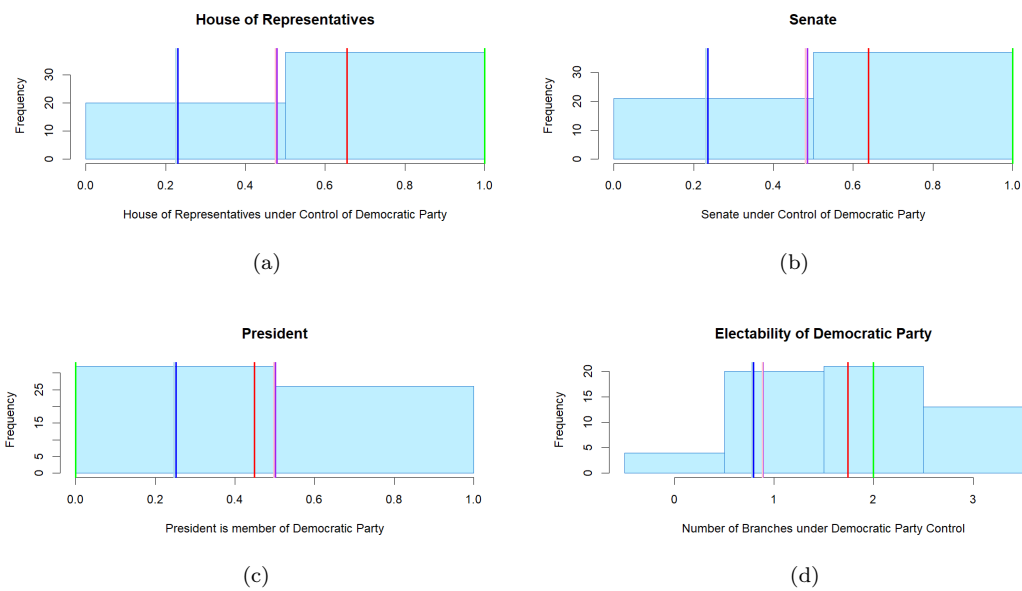 House of Representatives
Frequency
0 10 20 30
0.0 0.2 0.4 0.6 0.8 1.0
House of Representatives under Control of Democratic Party
(a)
Senate
Frequency
0 10 20 30
0.0 0.2 0.4 0.6 0.8 1.0
Senate under Control of Democratic Party
(b)
President
Frequency
0 5 15 25
0.0 0.2 0.4 0.6 0.8 1.0
President is member of Democratic Party
(c)
Electability of Democratic Party
Frequency
0 5 10 15 20
0 1 2 3
Number of Branches under Democratic Party Control
(d)